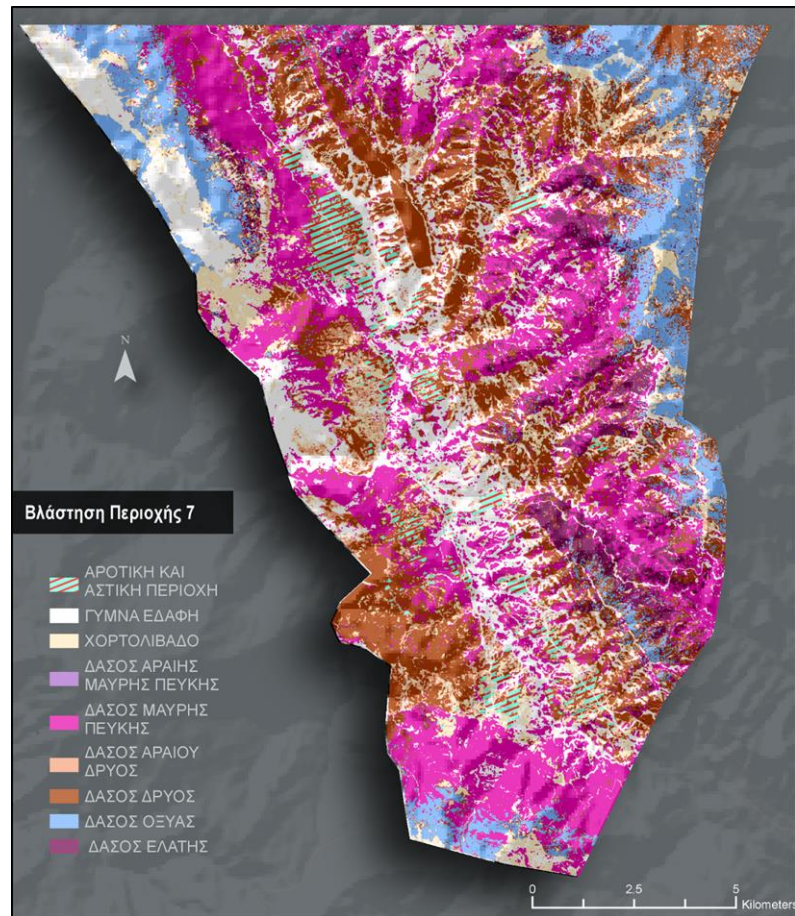 N
Βλάστηση Περιοχής 7
ΑΡΟΤΙΚΗ ΚΑΙ
ΑΣΤΙΚΗ ΠΕΡΙΟΧΗ
ΓΥΜΝΑ ΕΔΑΦΗ
ΧΟΡΤΟΛΙΒΑΔΟ
ΔΑΣΟΣ ΑΡΑΙΗΣ
ΜΑΥΡΗΣ ΠΕΥΚΗΣ
ΔΑΣΟΣ ΜΑΥΡΗΣ
ΠΕΥΚΗΣ
ΔΑΣΟΣ ΑΡΑΙΟΥ
ΔΡΥΟΣ
ΔΑΣΟΣ ΔΡΥΟΣ
ΔΑΣΟΣ ΟΞΥΑΣ
ΔΑΣΟΣ ΕΛΑΤΗΣ
0 2.5 5
Kilometers